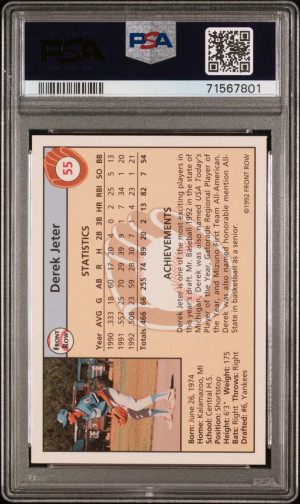 PSA
PSA
71567801
FRONT ROW
Derek Jeter
55
STATISTICS
Year AVG G AB R H 2B 3B HR RBI SO BB
1990 .333 18 60 17 20 0 2 25 5 13
1991 .557 25 70 29 39 7 34 1 20
1992 .508 23 59 28 30 4 23 1 21
Totals .466 66 255 74 89 20 2 13 82 7 54
ACHIEVEMENTS
Derek Jeter is one of the most exciting players in
this year's draft. Mr. Baseball 1992 in the state of
Michigan, Derek was also named USA Today's
Player of the Year, Gatorade Regional Player of
the Year, and Mizuno First Team All-American.
Derek was also named honorable mention All-
State in basketball as a senior.
©1992 FRONT ROW
Born: June 26, 1974
Home: Kalamazoo, MI
School: Central H.S.
Position: Shortstop
Height: 6'3" Weight: 175
Bats: Right Throws: Right
Drafted: #6, Yankees